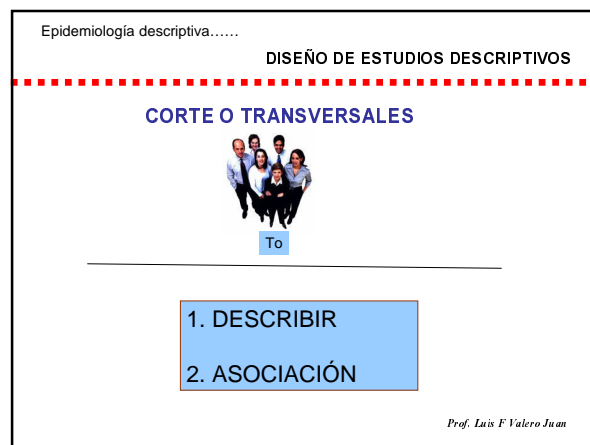 Epidemiología descriptiva……
DISEÑO DE ESTUDIOS DESCRIPTIVOS
CORTE O TRANSVERSALES
To
1. DESCRIBIR
2. ASOCIACIÓN
Prof. Luis F Valero Juan